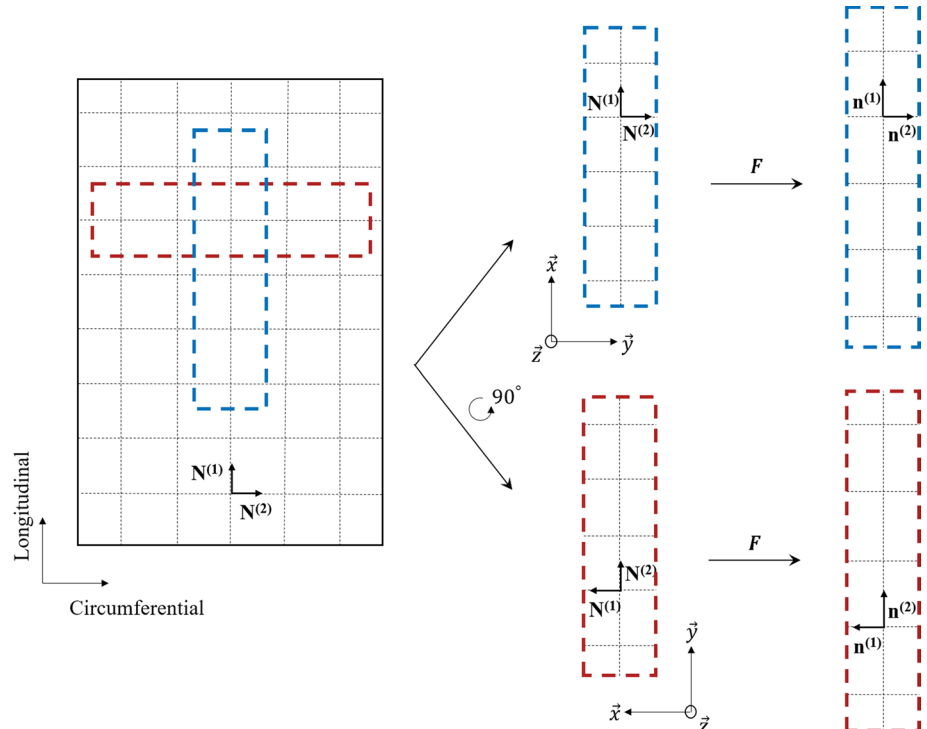 Longitudinal
Circumferential
N⁽¹⁾
N⁽²⁾
N⁽¹⁾
N⁽²⁾
x⃗
z⃗
y⃗
F
n⁽¹⁾
n⁽²⁾
90°
N⁽²⁾
N⁽¹⁾
y⃗
x⃗
z⃗
F
n⁽²⁾
n⁽¹⁾